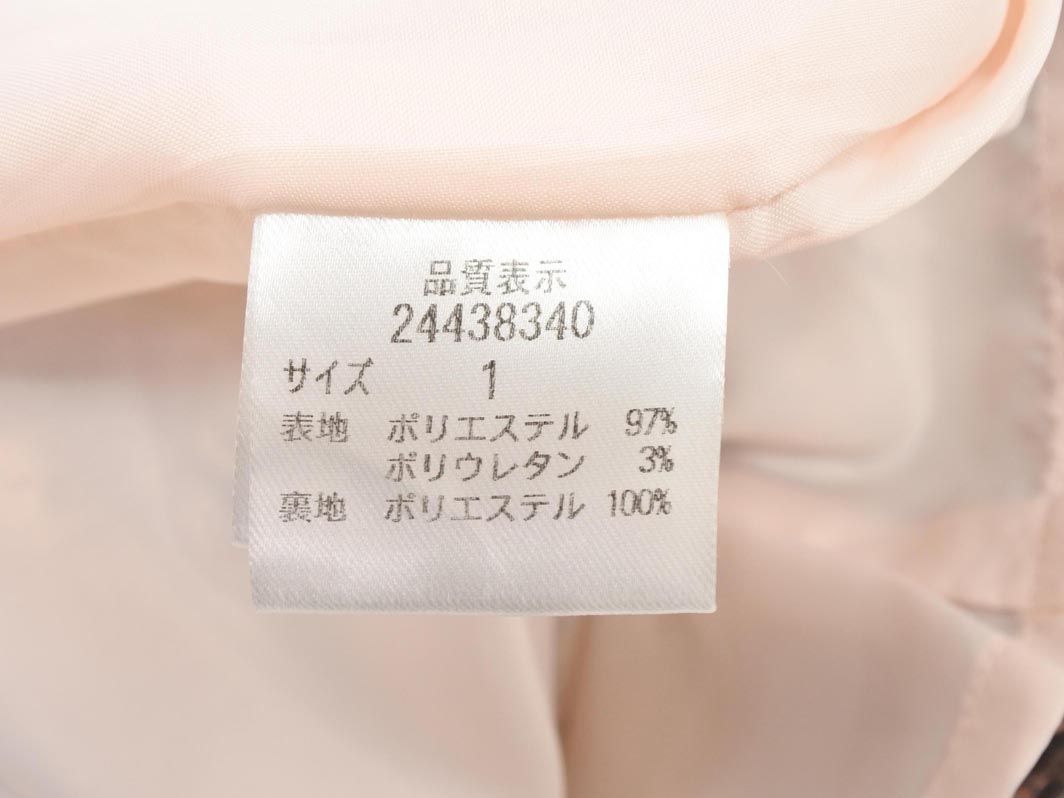 品質表示
24438340
サイズ 1
表地 ポリエステル 97%
ポリウレタン 3%
裏地 ポリエステル 100%